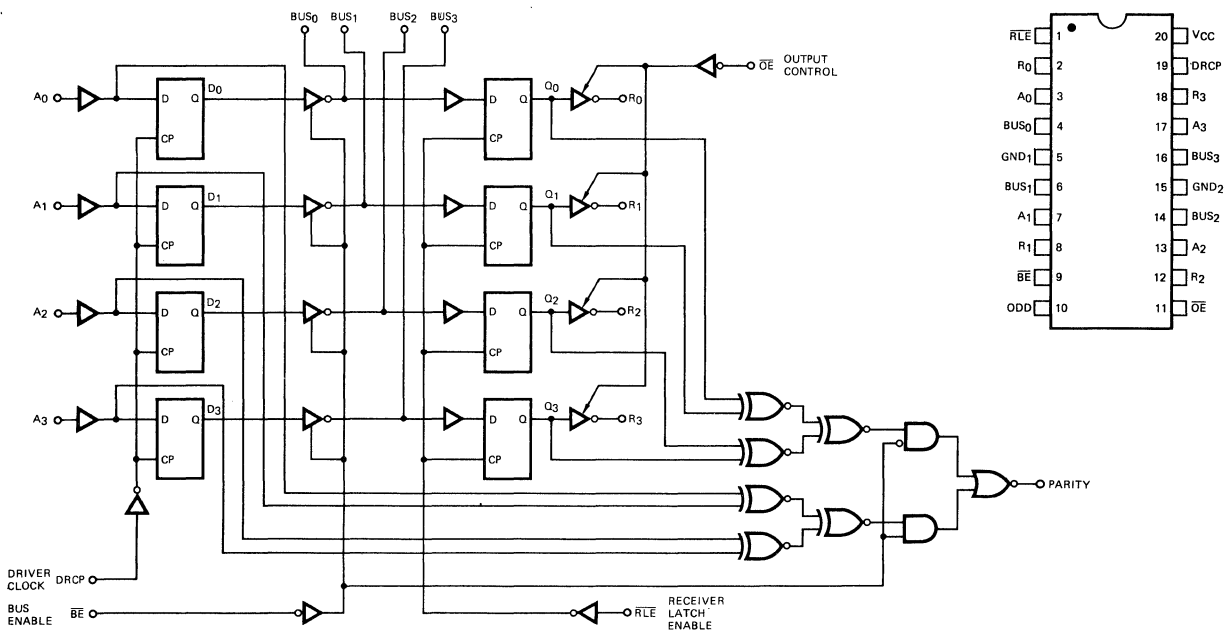 BUS0 BUS1 BUS2 BUS3
A0 D Q D0 CP D Q Q0 CP R0
OE OUTPUT CONTROL
A1 D Q D1 CP D Q Q1 CP R1
A2 D Q D2 CP D Q Q2 CP R2
A3 D Q D3 CP D Q Q3 CP R3
PARITY
DRIVER CLOCK DRCP
BUS ENABLE BE
RLE RECEIVER LATCH ENABLE
RLE 1 20 VCC
R0 2 19 DRCP
A0 3 18 R3
BUS0 4 17 A3
GND1 5 16 BUS3
BUS1 6 15 GND2
A1 7 14 BUS2
R1 8 13 A2
BE 9 12 R2
ODD 10 11 OE